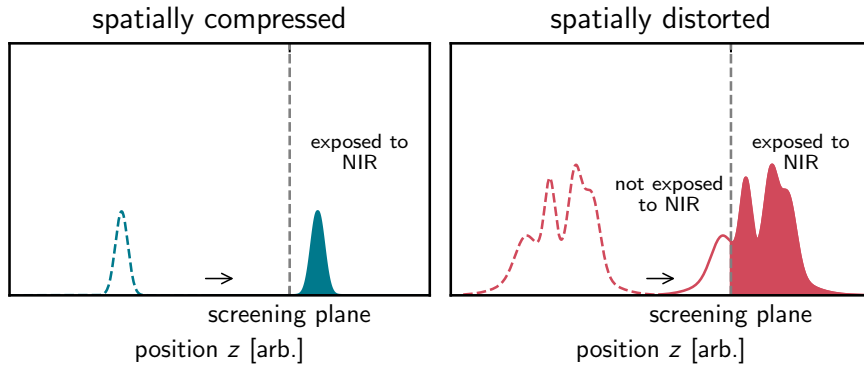 spatially compressed
exposed to
NIR
screening plane
position z [arb.]
spatially distorted
not exposed
to NIR
exposed to
NIR
screening plane
position z [arb.]